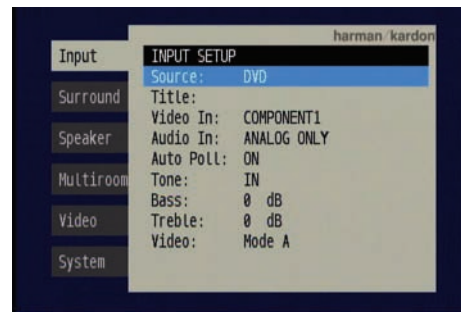 harman/kardon
Input
Surround
Speaker
Multiroom
Video
System
INPUT SETUP
Source: DVD
Title:
Video In: COMPONENT1
Audio In: ANALOG ONLY
Auto Poll: ON
Tone: IN
Bass: 0 dB
Treble: 0 dB
Video: Mode A